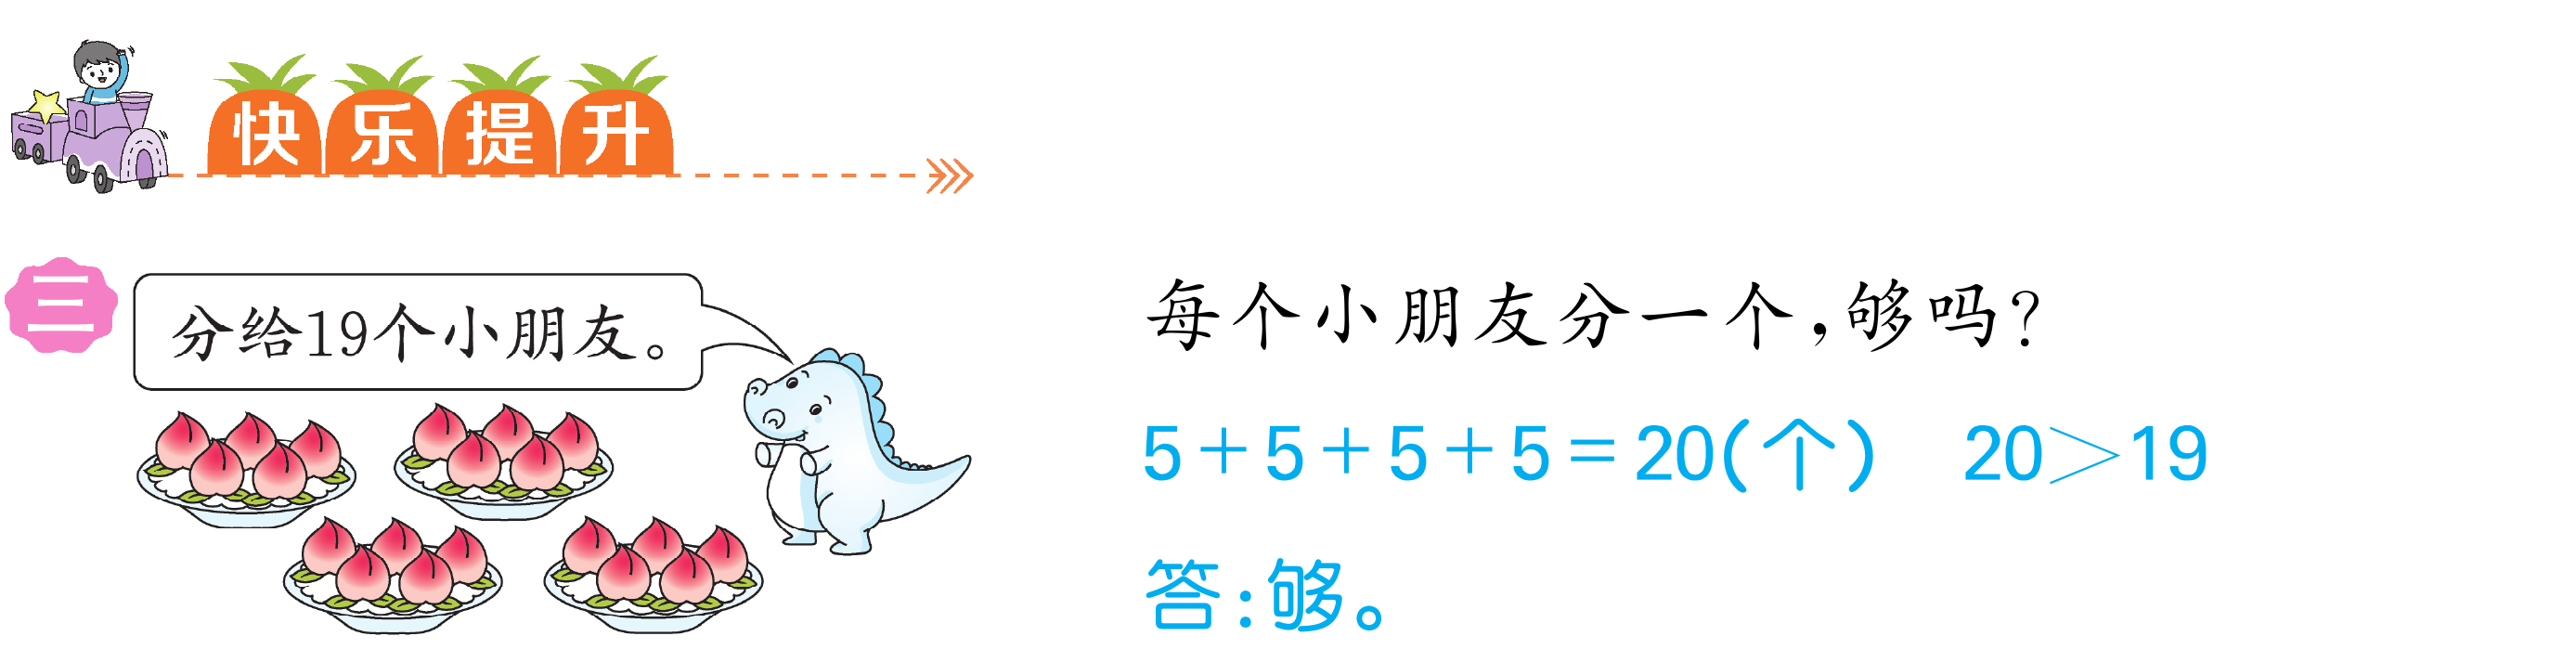 快乐提升
三
分给19个小朋友。
每个小朋友分一个,够吗?
5+5+5+5=20(个) 20>19
答:够。